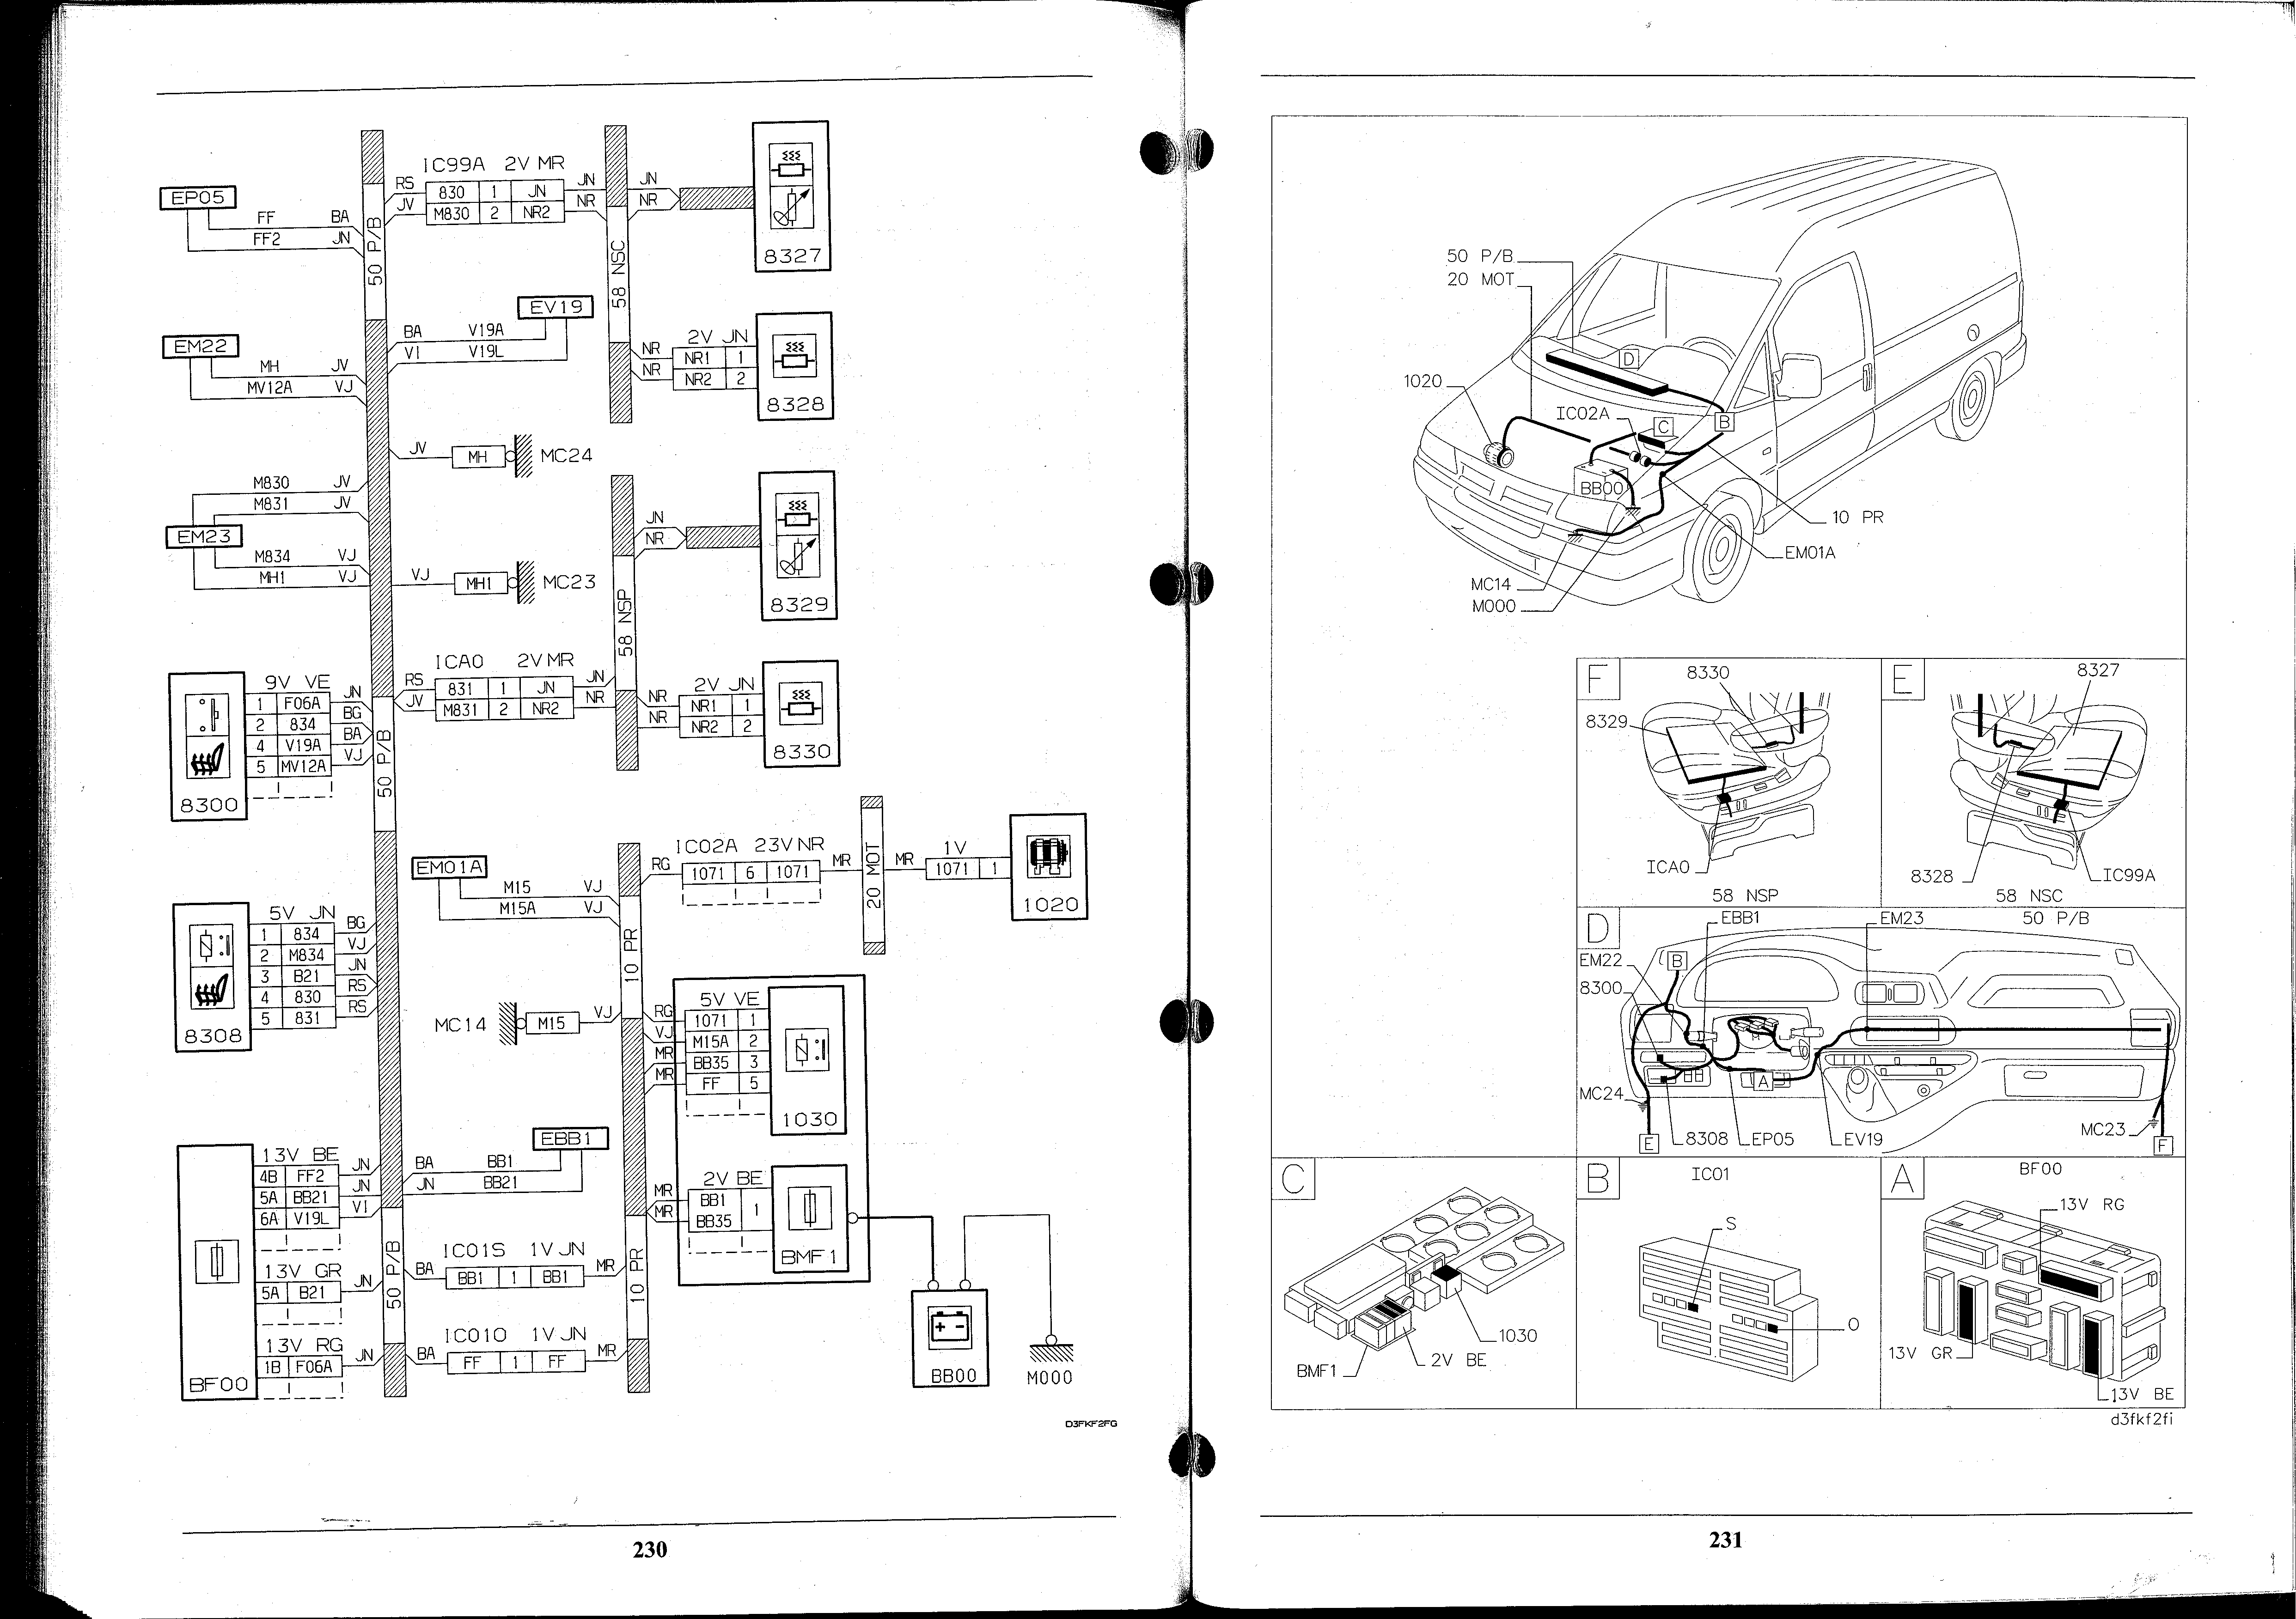 EP05
FF BA
FF2 JN
50 P/B
IC99A 2V MR
RS 830 1 JN JN
JV M830 2 NR2 NR
58 NSC
JN
NR
8327
EV19
BA V19A
VI V19L
EM22
MH JV
MV12A VJ
2V JN
NR NR1 1
NR NR2 2
8328
JV MH MC24
M830 JV
M831 JV
EM23
M834 VJ
MH1 VJ
VJ MH1 MC23
58 NSP
JN
NR
8329
ICA0 2V MR
RS 831 1 JN JN
JV M831 2 NR2 NR
2V JN
NR NR1 1
NR NR2 2
8330
9V VE
1 F06A JN
2 834 BG
4 V19A BA
5 MV12A VJ
8300
50 P/B
EM01A
M15 VJ
M15A VJ
10 PR
IC02A 23V NR
RG 1071 6 1071 MR
20 MOT
MR
1V
1071 1
1020
5V JN
1 834 BG
2 M834 VJ
3 B21 JN
4 830 RS
5 831 RS
8308
MC14 M15 VJ
5V VE
RG 1071 1
VJ M15A 2
MR BB35 3
MR FF 5
1030
EBB1
BA BB1
JN BB21
13V BE
4B FF2 JN
5A BB21 JN
6A V19L VI
13V GR
5A B21 JN
13V RG
1B F06A JN
BF00
50 P/B
2V BE
MR BB1 1
MR BB35
BMF1
IC01S 1V JN
BA BB1 1 BB1 MR
10 PR
IC01O 1V JN
BA FF 1 FF MR
+ -
BB00
M000
D3FKF2FG
230
50 P/B
20 MOT
D
1020
IC02A
C
B
BB00
10 PR
EM01A
MC14
M000
F
8330
8329
ICA0
58 NSP
E
8327
8328
IC99A
58 NSC
D
EBB1
EM23
50 P/B
EM22
B
8300
A
MC24
E
8308
EP05
EV19
MC23
F
C
1030
2V BE
BMF1
B
IC01
S
O
A
BF00
13V RG
13V GR
13V BE
d3fkf2fi
231